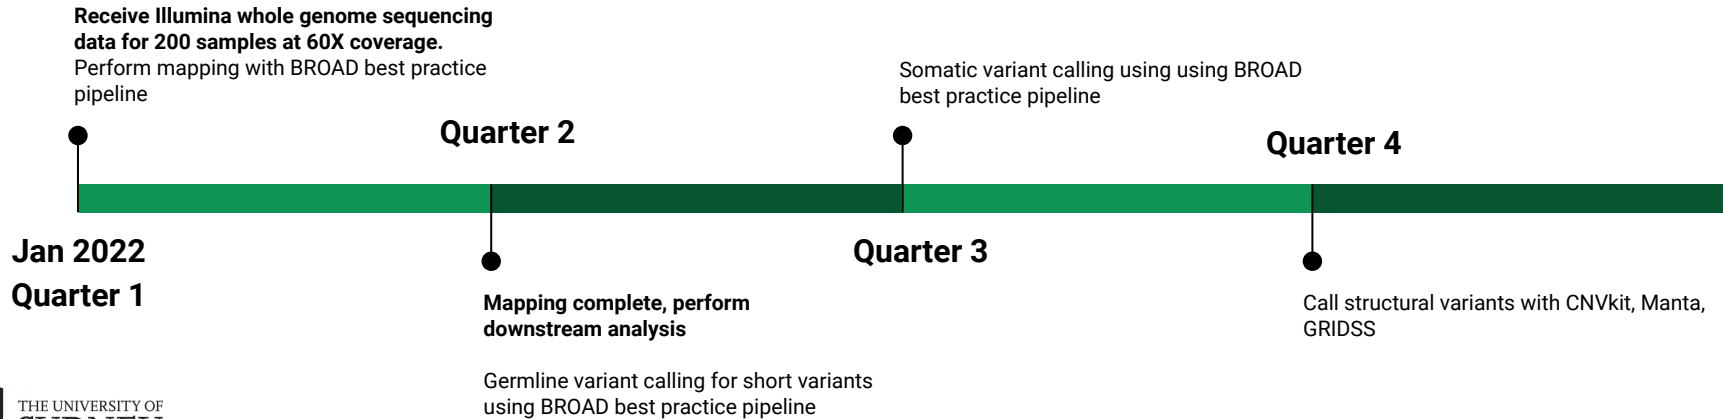 Receive Illumina whole genome sequencing
data for 200 samples at 60X coverage.
Perform mapping with BROAD best practice
pipeline
Somatic variant calling using using BROAD
best practice pipeline
Quarter 2
Quarter 4
Jan 2022
Quarter 1
Quarter 3
Mapping complete, perform
downstream analysis
Germline variant calling for short variants
using BROAD best practice pipeline
Call structural variants with CNVkit, Manta,
GRIDSS
THE UNIVERSITY OF